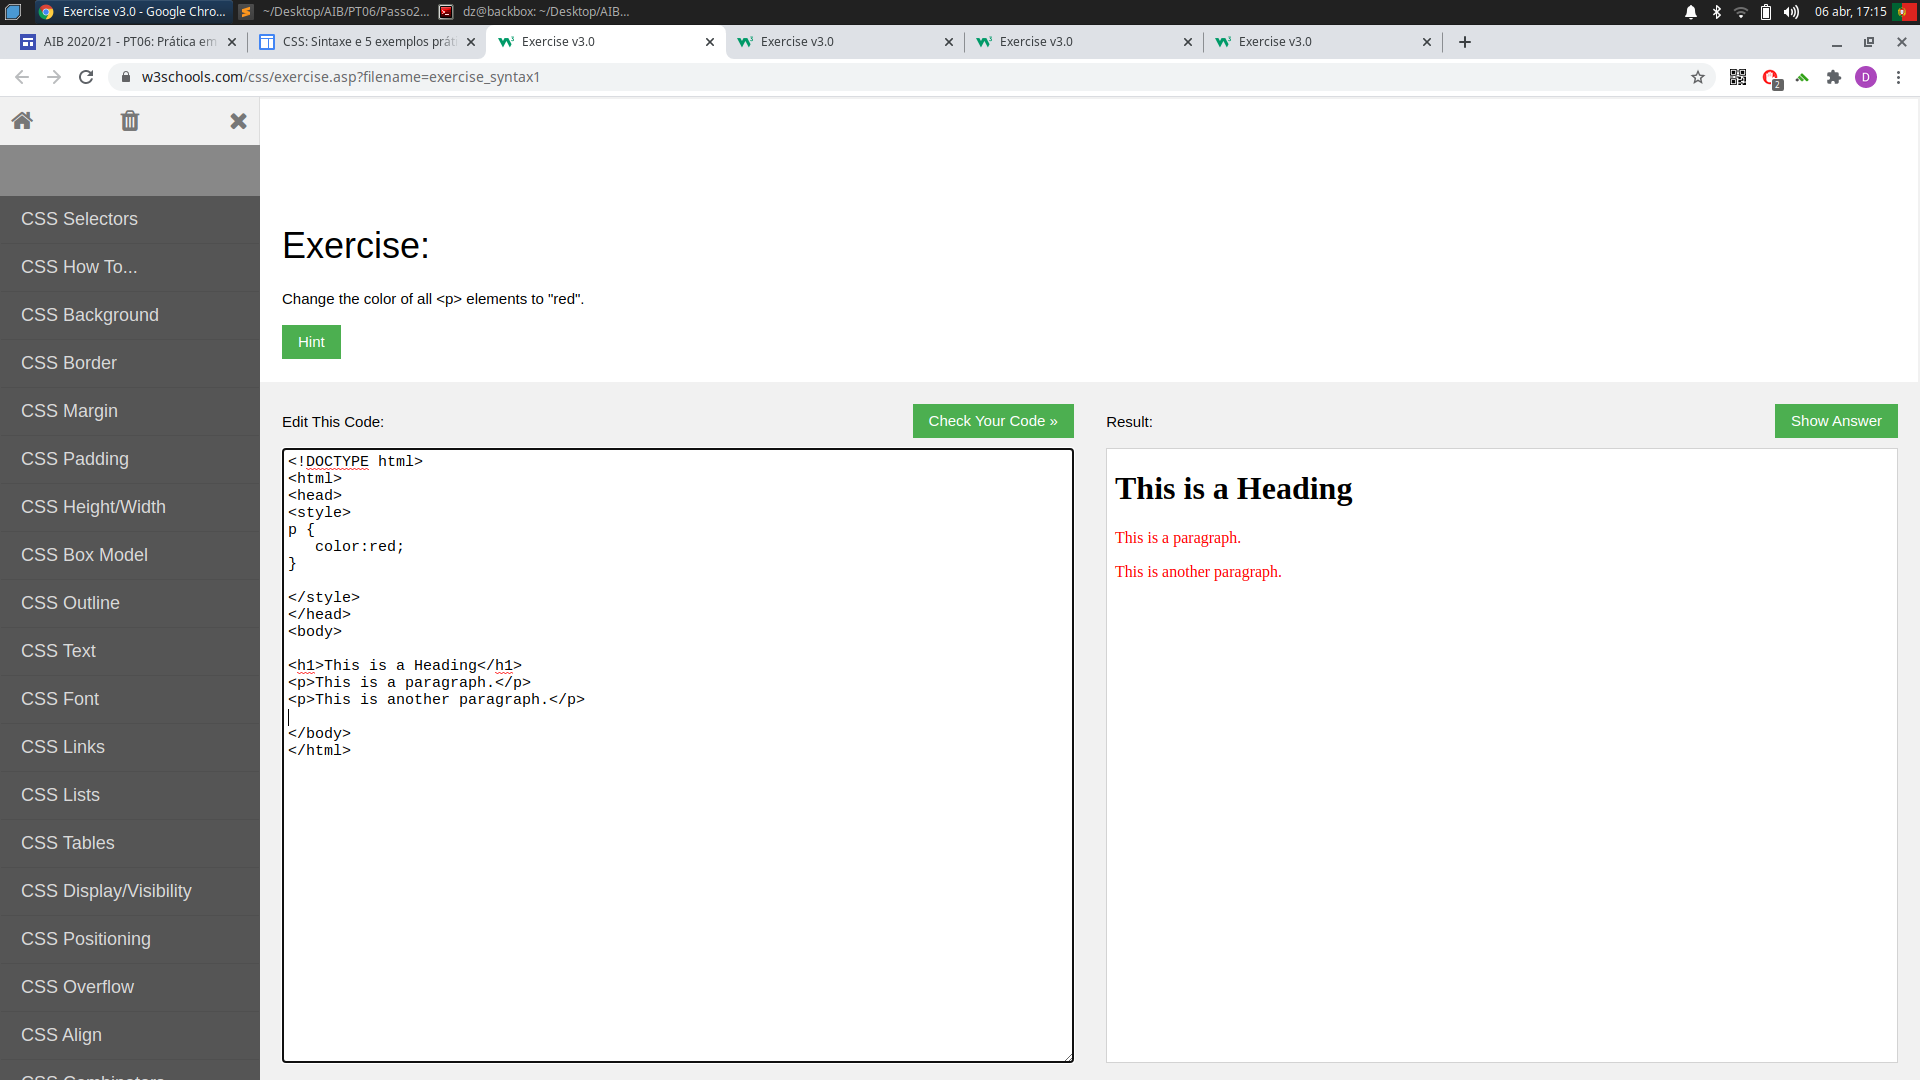 Exercise v3.0 - Google Chro...
~/Desktop/AIB/PT06/Passo2...
dz@backbox: ~/Desktop/AIB...
06 abr, 17:15
AIB 2020/21 - PT06: Prática em
CSS: Sintaxe e 5 exemplos prát
Exercise v3.0
Exercise v3.0
Exercise v3.0
Exercise v3.0
w3schools.com/css/exercise.asp?filename=exercise_syntax1
2
D
CSS Selectors
CSS How To...
CSS Background
CSS Border
CSS Margin
CSS Padding
CSS Height/Width
CSS Box Model
CSS Outline
CSS Text
CSS Font
CSS Links
CSS Lists
CSS Tables
CSS Display/Visibility
CSS Positioning
CSS Overflow
CSS Align
CSS Combinators
Exercise:
Change the color of all <p> elements to "red".
Hint
Edit This Code:
Check Your Code »
<!DOCTYPE html>
<html>
<head>
<style>
p {
   color:red;
}
</style>
</head>
<body>
<h1>This is a Heading</h1>
<p>This is a paragraph.</p>
<p>This is another paragraph.</p>
</body>
</html>
Result:
Show Answer
This is a Heading
This is a paragraph.
This is another paragraph.